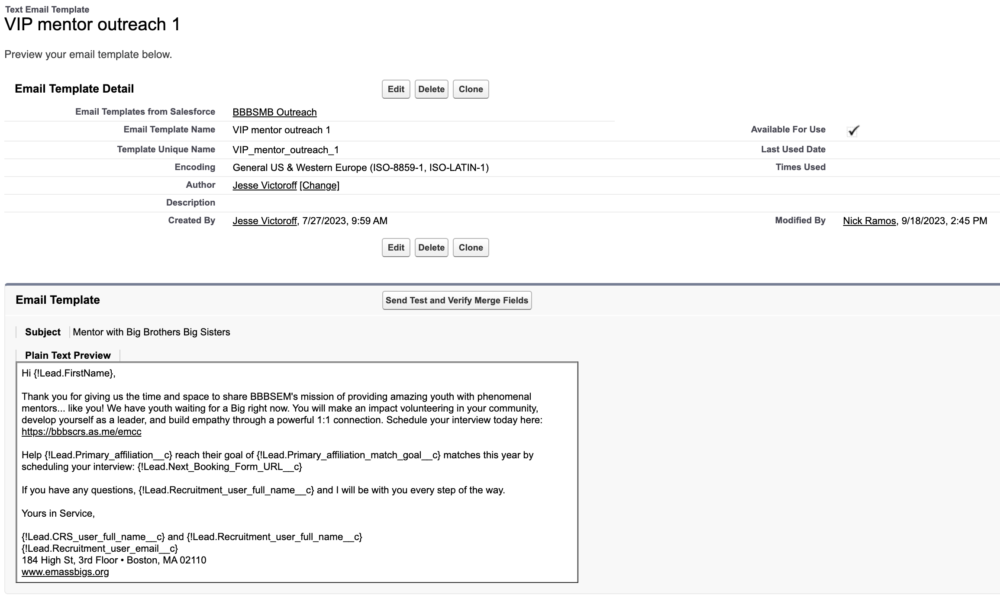 Text Email Template
VIP mentor outreach 1
Preview your email template below.
Email Template Detail
Edit Delete Clone
Email Templates from Salesforce BBBSMB Outreach
Email Template Name VIP mentor outreach 1 Available For Use
Template Unique Name VIP_mentor_outreach_1 Last Used Date
Encoding General US & Western Europe (ISO-8859-1, ISO-LATIN-1) Times Used
Author Jesse Victoroff [Change]
Description
Created By Jesse Victoroff, 7/27/2023, 9:59 AM Modified By Nick Ramos, 9/18/2023, 2:45 PM
Edit Delete Clone
Email Template Send Test and Verify Merge Fields
Subject Mentor with Big Brothers Big Sisters
Plain Text Preview
Hi {!Lead.FirstName},
Thank you for giving us the time and space to share BBBSEM's mission of providing amazing youth with phenomenal
mentors... like you! We have youth waiting for a Big right now. You will make an impact volunteering in your community,
develop yourself as a leader, and build empathy through a powerful 1:1 connection. Schedule your interview today here:
https://bbbscrs.as.me/emcc
Help {!Lead.Primary_affiliation__c} reach their goal of {!Lead.Primary_affiliation_match_goal__c} matches this year by
scheduling your interview: {!Lead.Next_Booking_Form_URL__c}
If you have any questions, {!Lead.Recruitment_user_full_name__c} and I will be with you every step of the way.
Yours in Service,
{!Lead.CRS_user_full_name__c} and {!Lead.Recruitment_user_full_name__c}
{!Lead.Recruitment_user_email__c}
184 High St, 3rd Floor • Boston, MA 02110
www.emassbigs.org